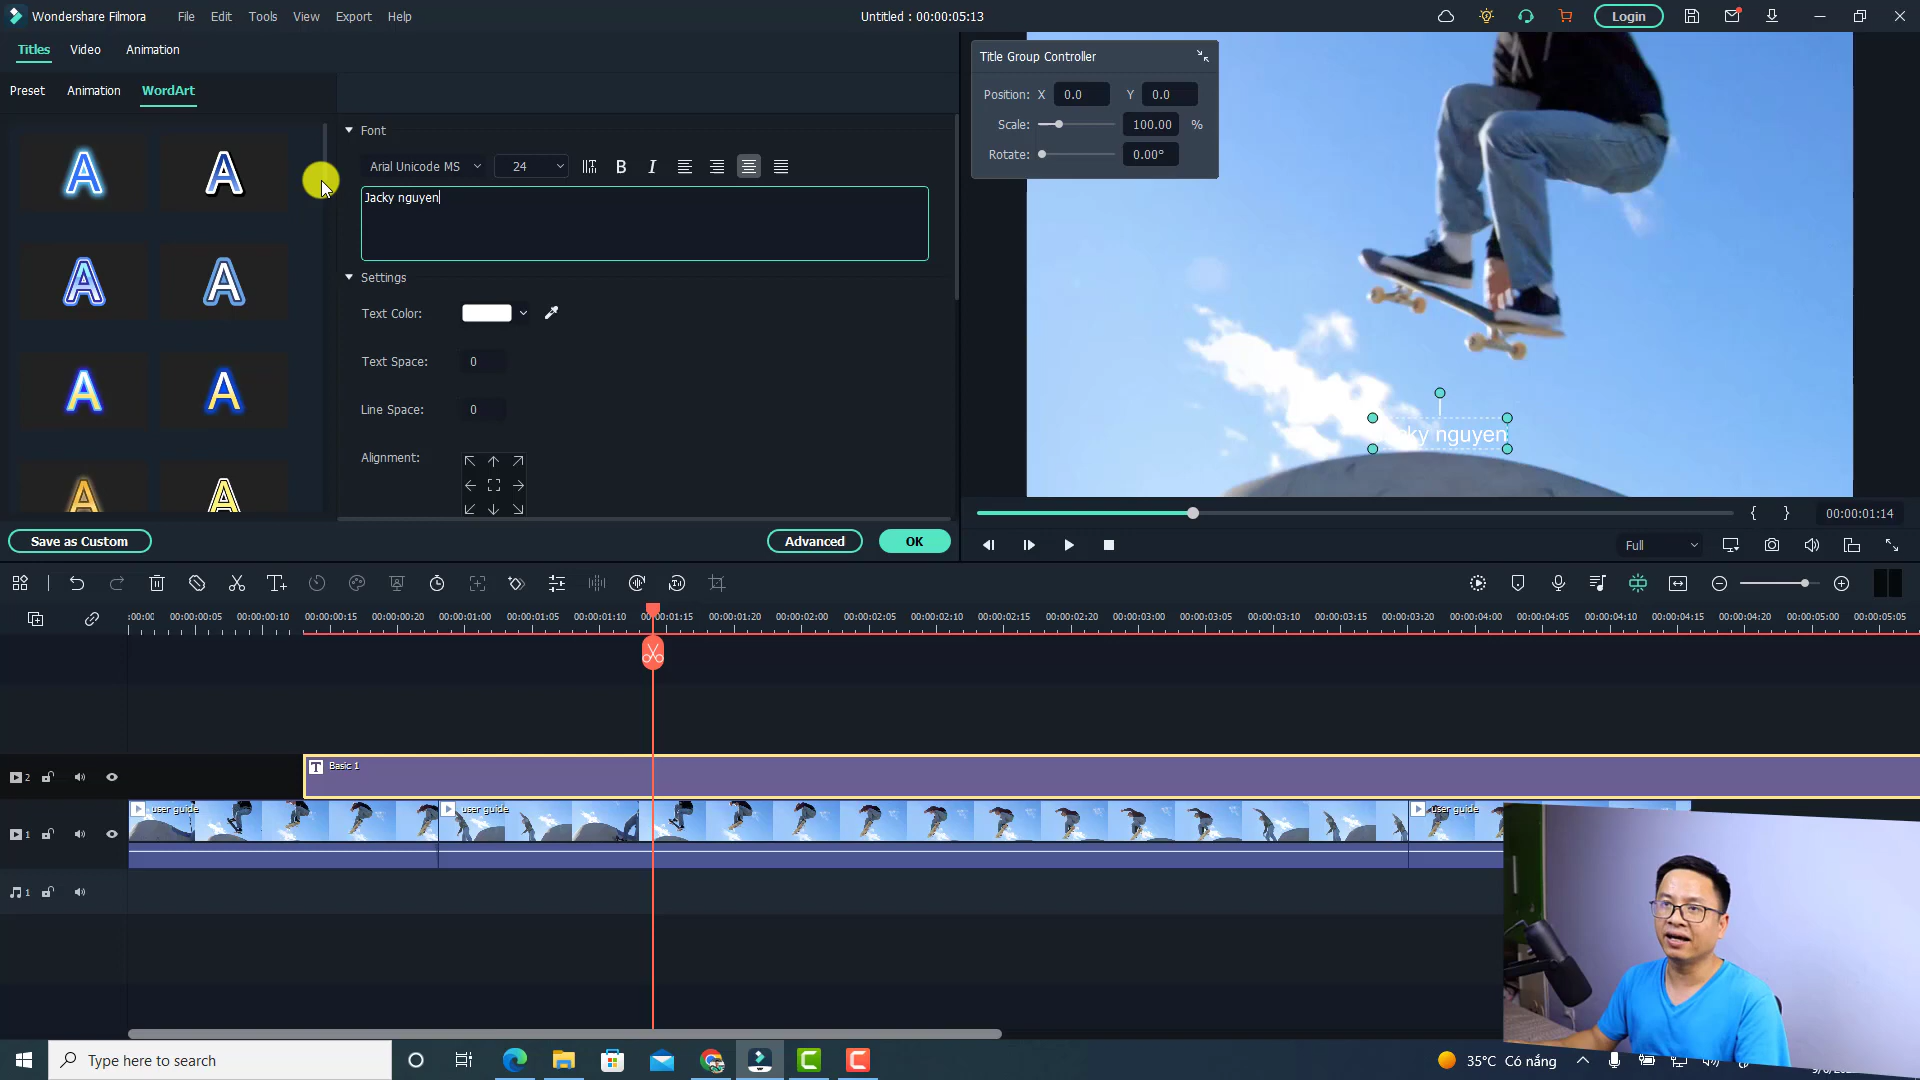 Wondershare Filmora File Edit Tools View Export Help Untitled : 00:00:05:13 Login
Titles Video Animation
Preset Animation WordArt
Title Group Controller
Position: X 0.0 Y 0.0
Scale: 100.00 %
Rotate: 0.00°
Font
Arial Unicode MS 24 B I
Jacky nguyen
Settings
Text Color:
Text Space: 0
Line Space: 0
Alignment:
A A
A A
A A
A A
cky nguyen
Save as Custom Advanced OK
{ } 00:00:01:14
Full
:00:00 00:00:00:05 00:00:00:10 00:00:00:15 00:00:00:20 00:00:01:00 00:00:01:05 00:00:01:10 00:00:01:15 00:00:01:20 00:00:02:00 00:00:02:05 00:00:02:10 00:00:02:15 00:00:02:20 00:00:03:00 00:00:03:05 00:00:03:10 00:00:03:15 00:00:03:20 00:00:04:00 00:00:04:05 00:00:04:10 00:00:04:15 00:00:04:20 00:00:05:00 00:00:05:05
2 T Basic 1
user guide user guide user guide
1
1
Type here to search 35°C Có nắng